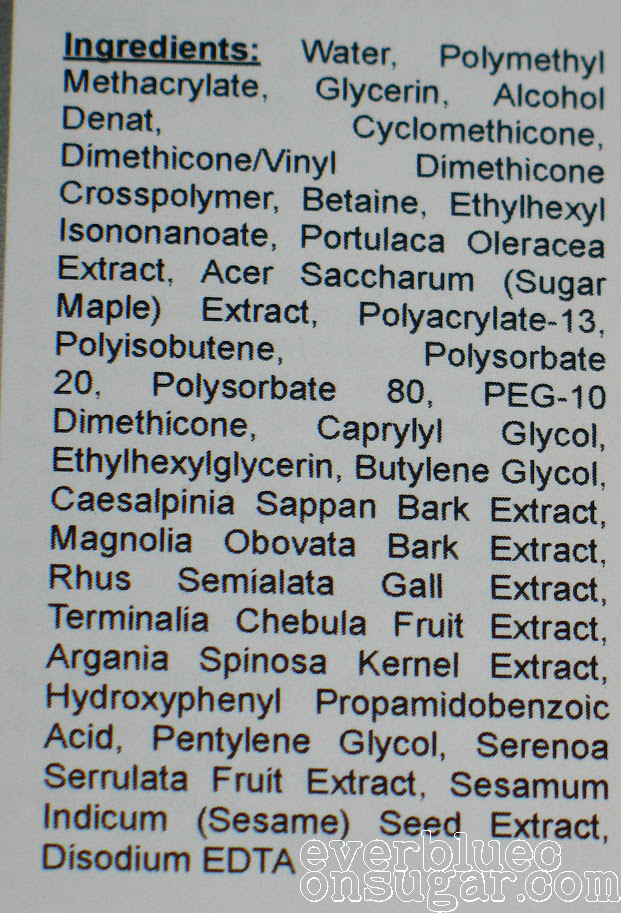 Ingredients: Water, Polymethyl
Methacrylate, Glycerin, Alcohol
Denat, Cyclomethicone,
Dimethicone/Vinyl Dimethicone
Crosspolymer, Betaine, Ethylhexyl
Isononanoate, Portulaca Oleracea
Extract, Acer Saccharum (Sugar
Maple) Extract, Polyacrylate-13,
Polyisobutene, Polysorbate
20, Polysorbate 80, PEG-10
Dimethicone, Caprylyl Glycol,
Ethylhexylglycerin, Butylene Glycol,
Caesalpinia Sappan Bark Extract,
Magnolia Obovata Bark Extract,
Rhus Semialata Gall Extract,
Terminalia Chebula Fruit Extract,
Argania Spinosa Kernel Extract,
Hydroxyphenyl Propamidobenzoic
Acid, Pentylene Glycol, Serenoa
Serrulata Fruit Extract, Sesamum
Indicum (Sesame) Seed Extract,
Disodium EDTA
everbluec
onsugar.com